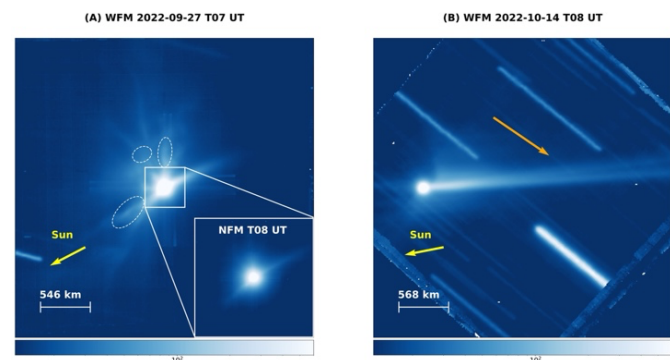 (A) WFM 2022-09-27 T07 UT
(B) WFM 2022-10-14 T08 UT
NFM T08 UT
Sun
546 km
Sun
568 km